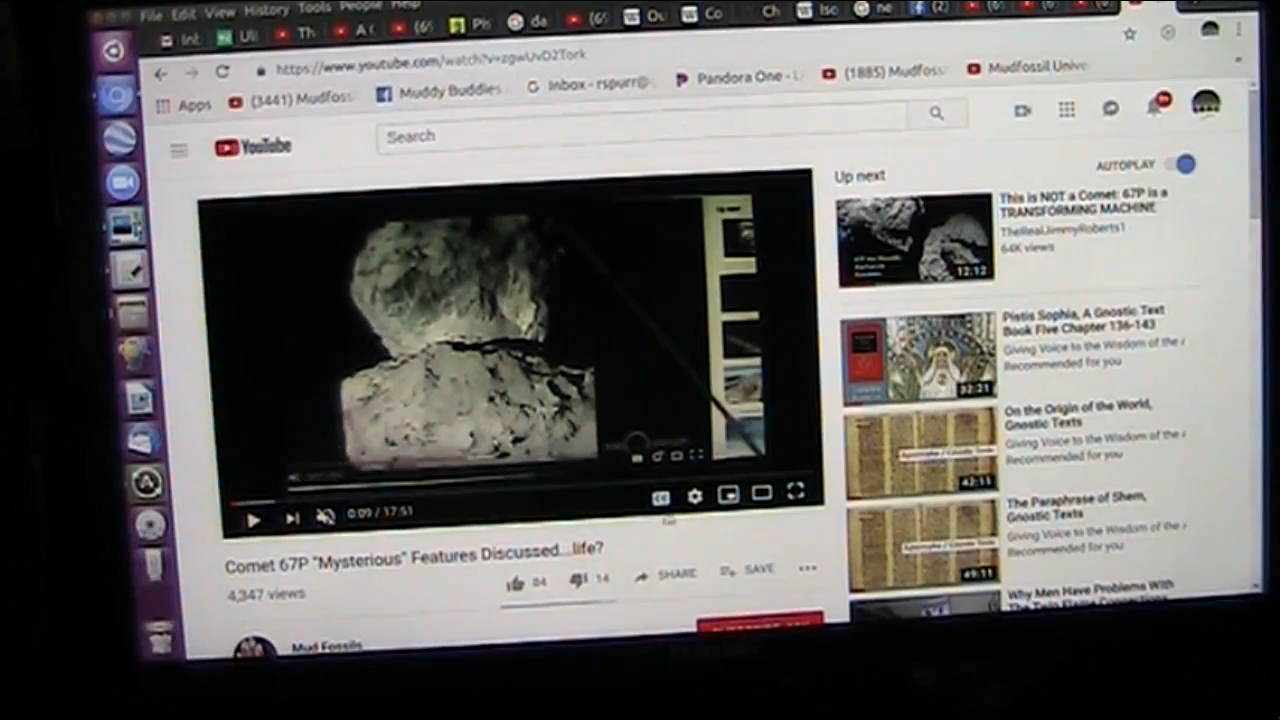 File Edit View History Tools People Help
https://www.youtube.com/watch?v=zgwUvD2Tork
Apps (3441) Mudfoss Muddy Buddies Inbox - rspurr@ Pandora One - Li (1885) Mudfoss Mudfossil Unive
YouTube
Search
Up next
AUTOPLAY
This is NOT a Comet: 67P is a
TRANSFORMING MACHINE
TheRealJimmyRoberts1
64K views
12:12
Pistis Sophia, A Gnostic Text
Book Five Chapter 136-143
Giving Voice to the Wisdom of the
Recommended for you
32:21
On the Origin of the World,
Gnostic Texts
Giving Voice to the Wisdom of the
Recommended for you
42:11
The Paraphrase of Shem,
Gnostic Texts
Giving Voice to the Wisdom of the
Recommended for you
49:11
Why Men Have Problems With
0:09 / 17:51
Comet 67P "Mysterious" Features Discussed...life?
4,347 views
84 14 SHARE SAVE
Mud Fossils